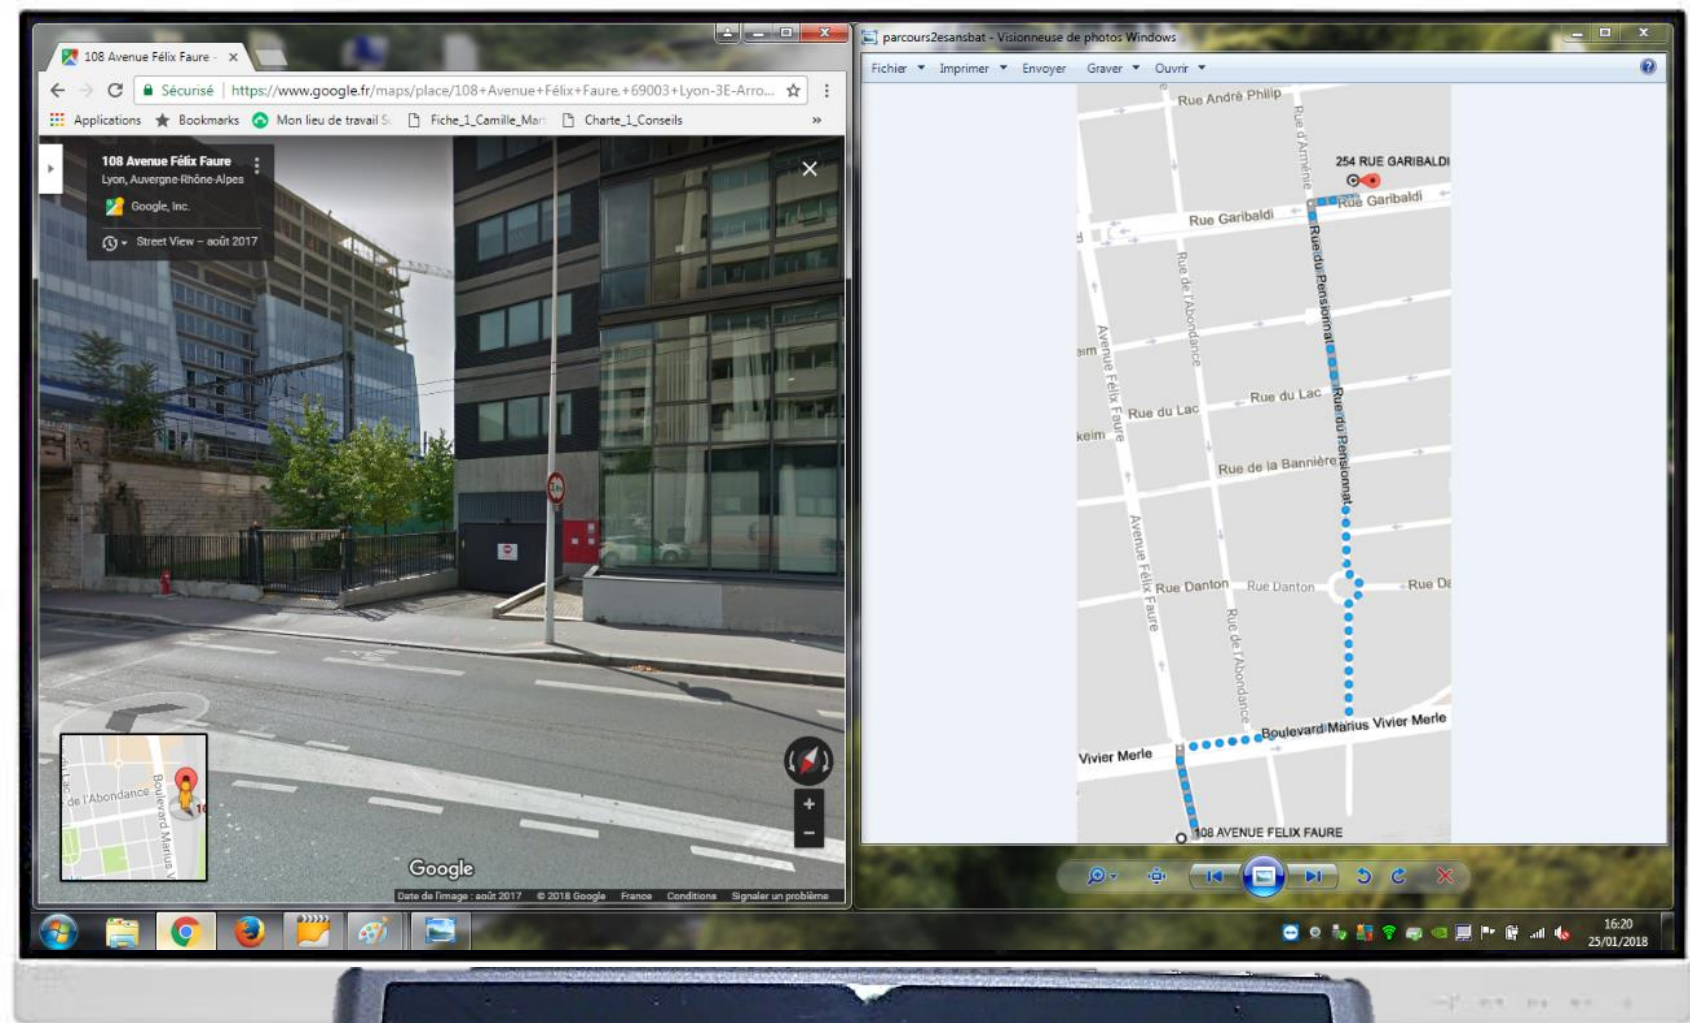 108 Avenue Félix Faure -
Sécurisé | https://www.google.fr/maps/place/108+Avenue+Félix+Faure,+69003+Lyon-3E-Arro...
Applications
Bookmarks
Mon lieu de travail S
Fiche_1_Camille_Mar
Charte_1_Conseils
»
108 Avenue Félix Faure
Lyon, Auvergne-Rhône-Alpes
Google, Inc.
Street View – août 2017
de l'Abondance
Boulevard Marius V
Google
Date de l'image : août 2017 © 2018 Google France Conditions Signaler un problème
parcours2esansbat - Visionneuse de photos Windows
Fichier Imprimer Envoyer Graver Ouvrir
Rue André Philip
Rue d'Arménie
254 RUE GARIBALDI
Rue Garibaldi
Rue Garibaldi
Rue du Pensionnat
Rue de l'Abondance
Avenue Félix Faure
eim
Rue du Lac
Rue du Lac
Rue du Pensionnat
keim
Rue de la Bannière
Avenue Félix Faure
Rue Danton
Rue Danton
Rue Da
Rue de l'Abondance
Boulevard Marius Vivier Merle
Vivier Merle
108 AVENUE FELIX FAURE
16:20
25/01/2018